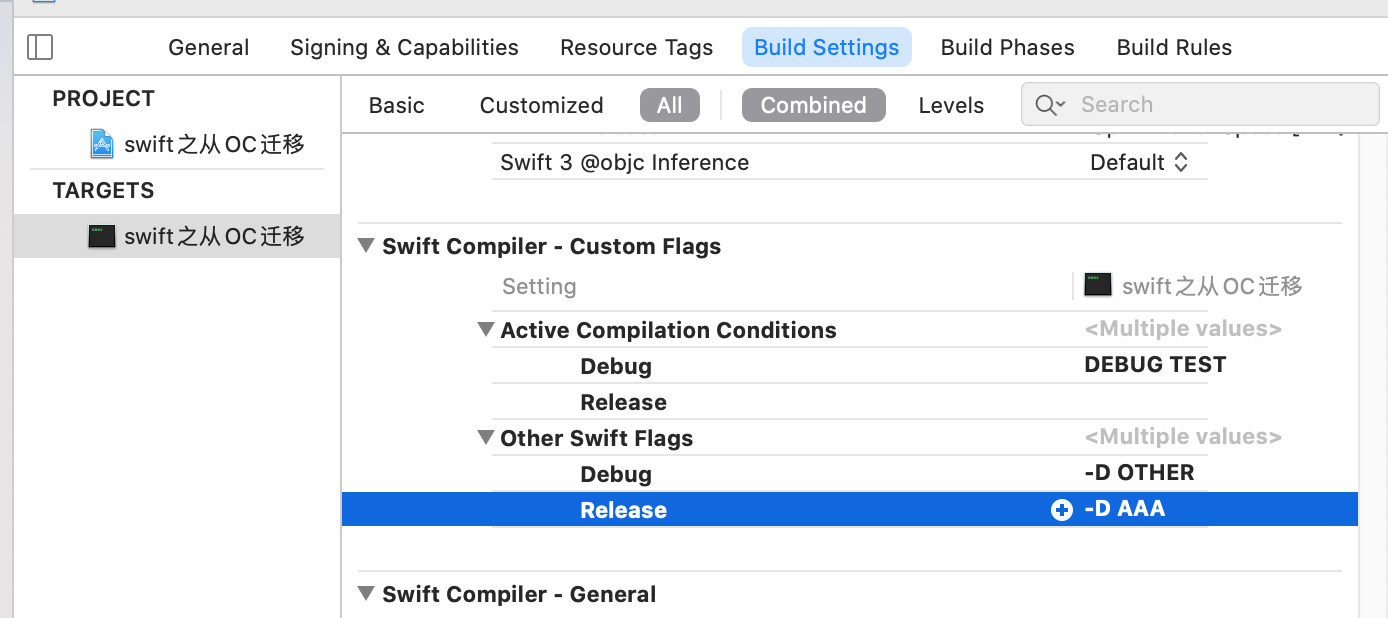 General Signing & Capabilities Resource Tags Build Settings Build Phases Build Rules
PROJECT
swift之从OC迁移
TARGETS
swift之从OC迁移
Basic Customized All Combined Levels Search
Swift 3 @objc Inference Default
Swift Compiler - Custom Flags
Setting swift之从OC迁移
Active Compilation Conditions <Multiple values>
Debug DEBUG TEST
Release
Other Swift Flags <Multiple values>
Debug -D OTHER
Release -D AAA
Swift Compiler - General